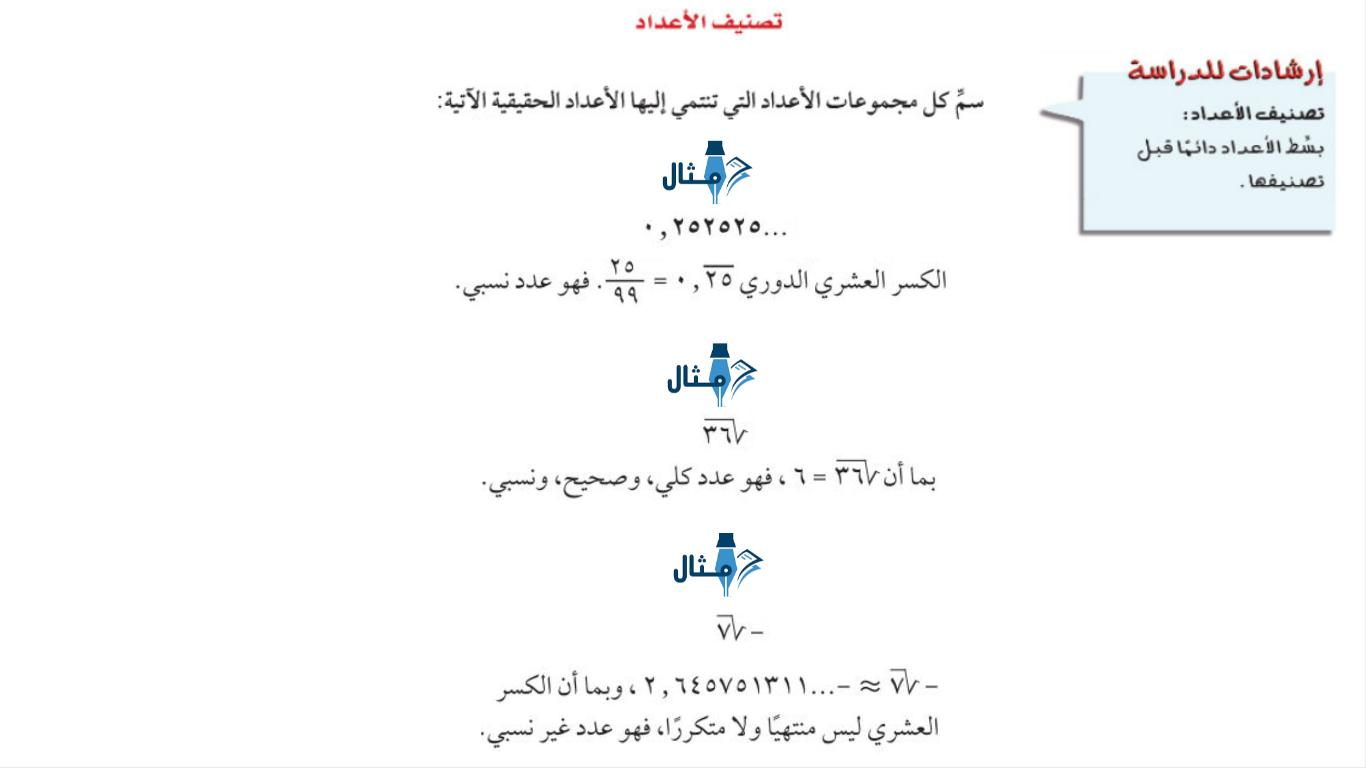 تصنيف الأعداد
إرشادات للدراسة
تصنيف الأعداد:
بسِّط الأعداد دائمًا قبل
تصنيفها.
سمِّ كل مجموعات الأعداد التي تنتمي إليها الأعداد الحقيقية الآتية:
مثال
٠,٢٥٢٥٢٥...
الكسر العشري الدوري ٠,٢٥̅ = ٢٥/٩٩. فهو عدد نسبي.
مثال
√٣٦
بما أن √٣٦ = ٦ ، فهو عدد كلي، وصحيح، ونسبي.
مثال
− √٧
− √٧ ≈ −٢,٦٤٥٧٥١٣١١... ، وبما أن الكسر
العشري ليس منتهيًا ولا متكررًا، فهو عدد غير نسبي.